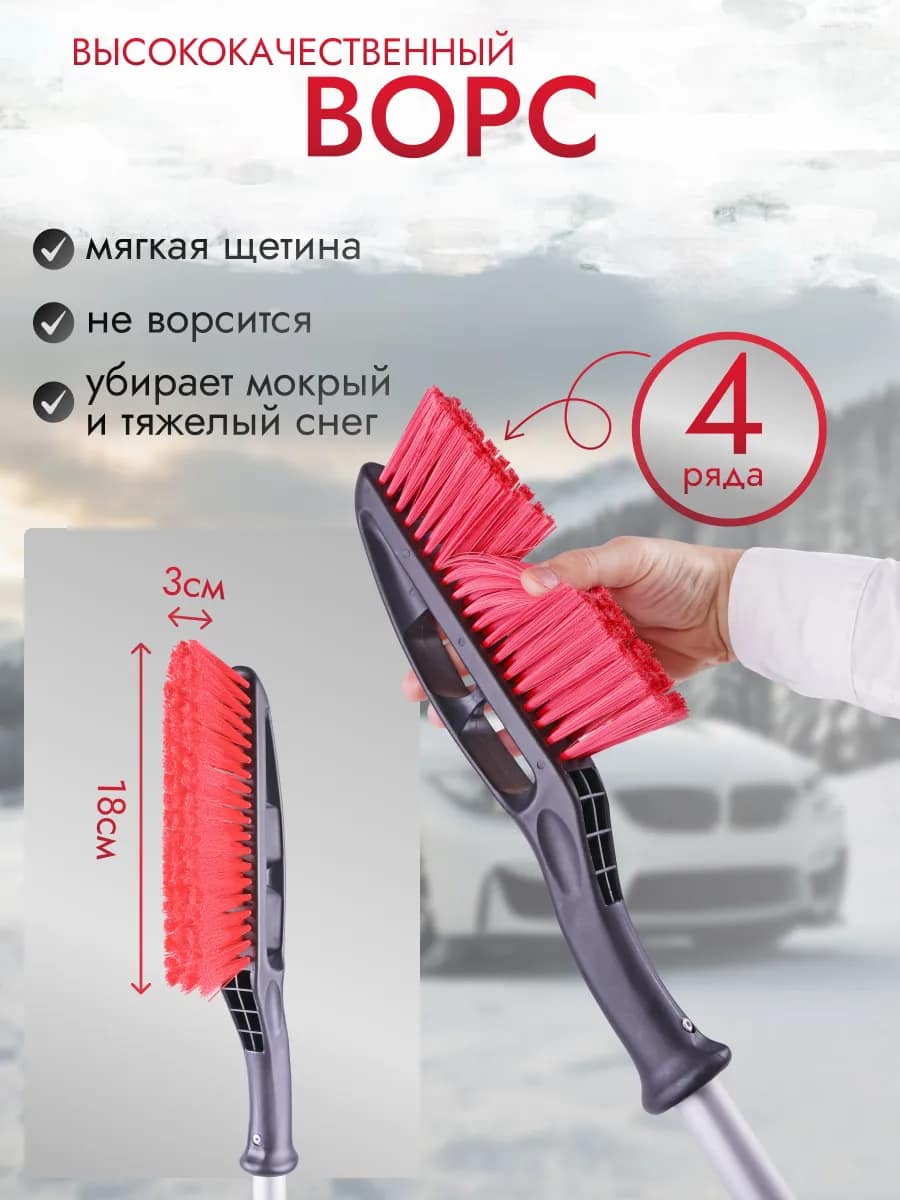 ВЫСОКОКАЧЕСТВЕННЫЙ
ВОРС
мягкая щетина
не ворсится
убирает мокрый
и тяжелый снег
4
ряда
3см
18см